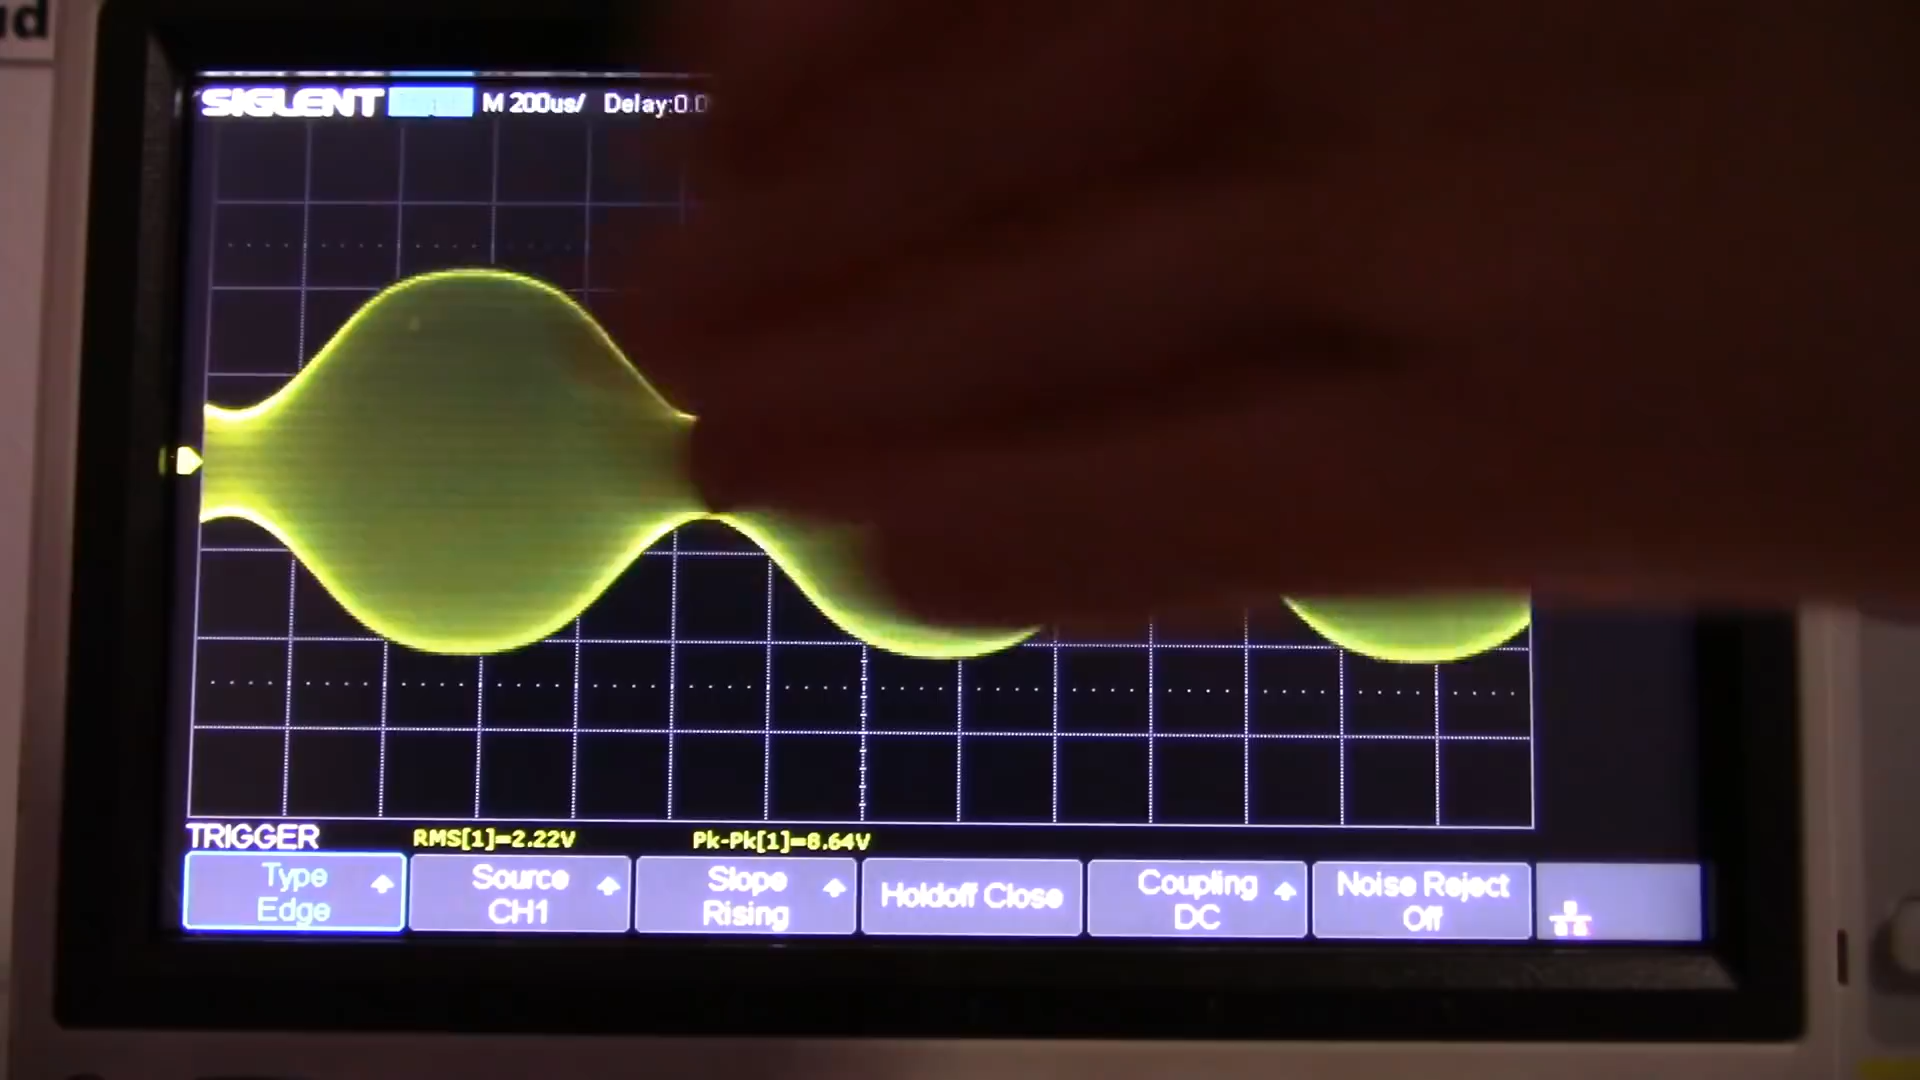 SIGLENT M 200us/ Delay:0.0
TRIGGER RMS[1]=2.22V Pk-Pk[1]=8.64V
Type
Edge
Source
CH1
Slope
Rising
Holdoff Close
Coupling
DC
Noise Reject
Off